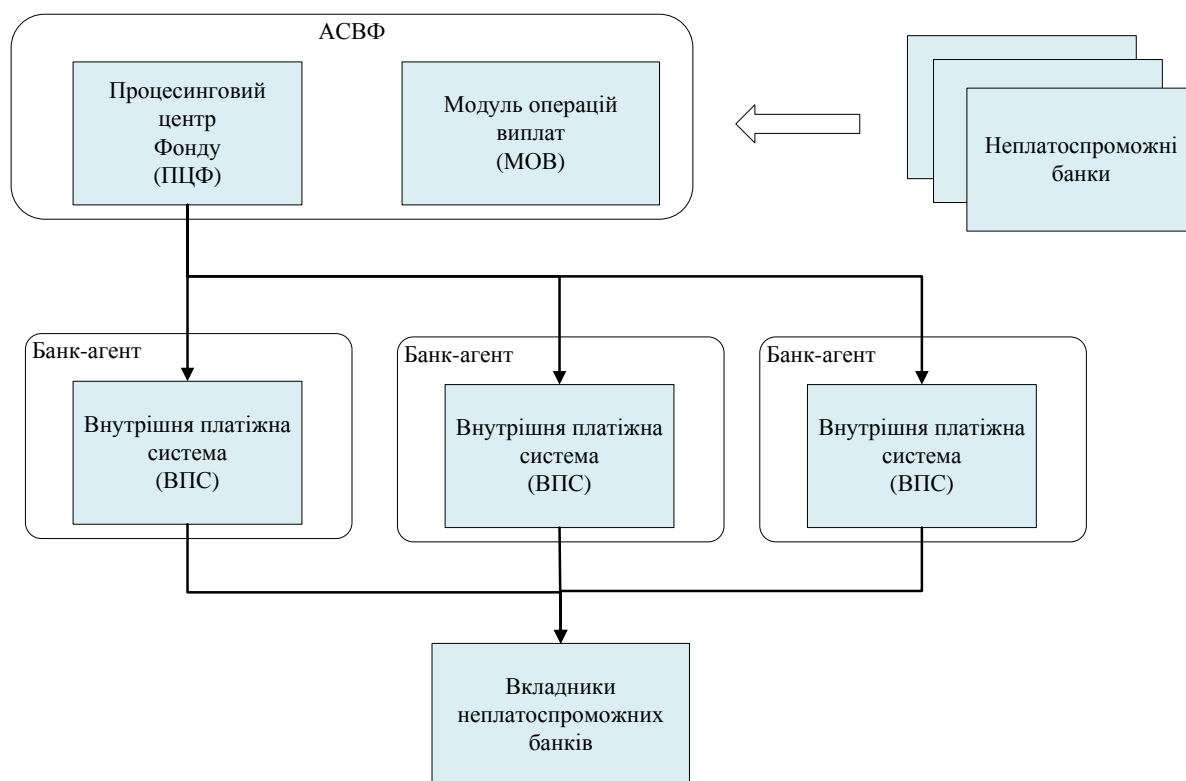 АСВФ
Процесинговий
центр
Фонду
(ПЦФ)
Модуль операцій
виплат
(МОВ)
Неплатоспроможні
банки
Банк-агент
Внутрішня платіжна
система
(ВПС)
Банк-агент
Внутрішня платіжна
система
(ВПС)
Банк-агент
Внутрішня платіжна
система
(ВПС)
Вкладники
неплатоспроможних
банків